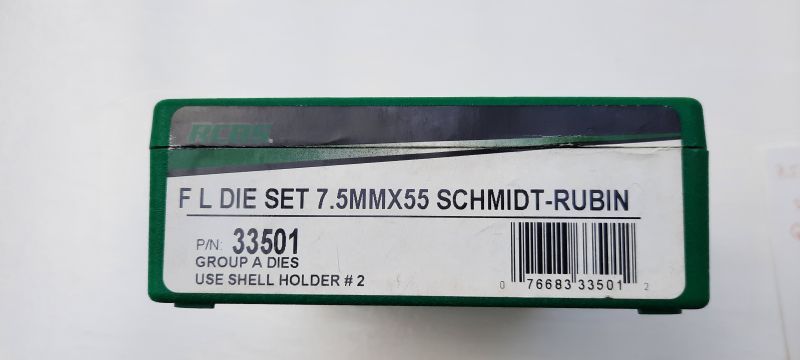 RCBS
F L DIE SET 7.5MMX55 SCHMIDT-RUBIN
P/N: 33501
GROUP A DIES
USE SHELL HOLDER # 2
0 76683 33501 2